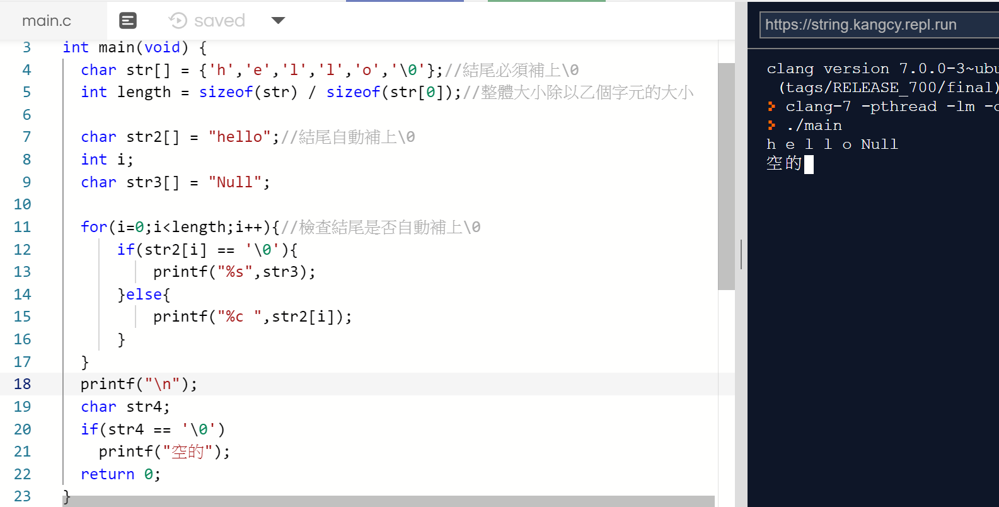 main.c
saved
3 int main(void) {
4 char str[] = {'h','e','l','l','o','\0'};//結尾必須補上\0
5 int length = sizeof(str) / sizeof(str[0]);//整體大小除以乙個字元的大小
6
7 char str2[] = "hello";//結尾自動補上\0
8 int i;
9 char str3[] = "Null";
10
11 for(i=0;i<length;i++){//檢查結尾是否自動補上\0
12 if(str2[i] == '\0'){
13 printf("%s",str3);
14 }else{
15 printf("%c ",str2[i]);
16 }
17 }
18 printf("\n");
19 char str4;
20 if(str4 == '\0')
21 printf("空的");
22 return 0;
23 }
https://string.kangcy.repl.run
clang version 7.0.0-3~ubu
(tags/RELEASE_700/final)
clang-7 -pthread -lm -
./main
h e l l o Null
空的